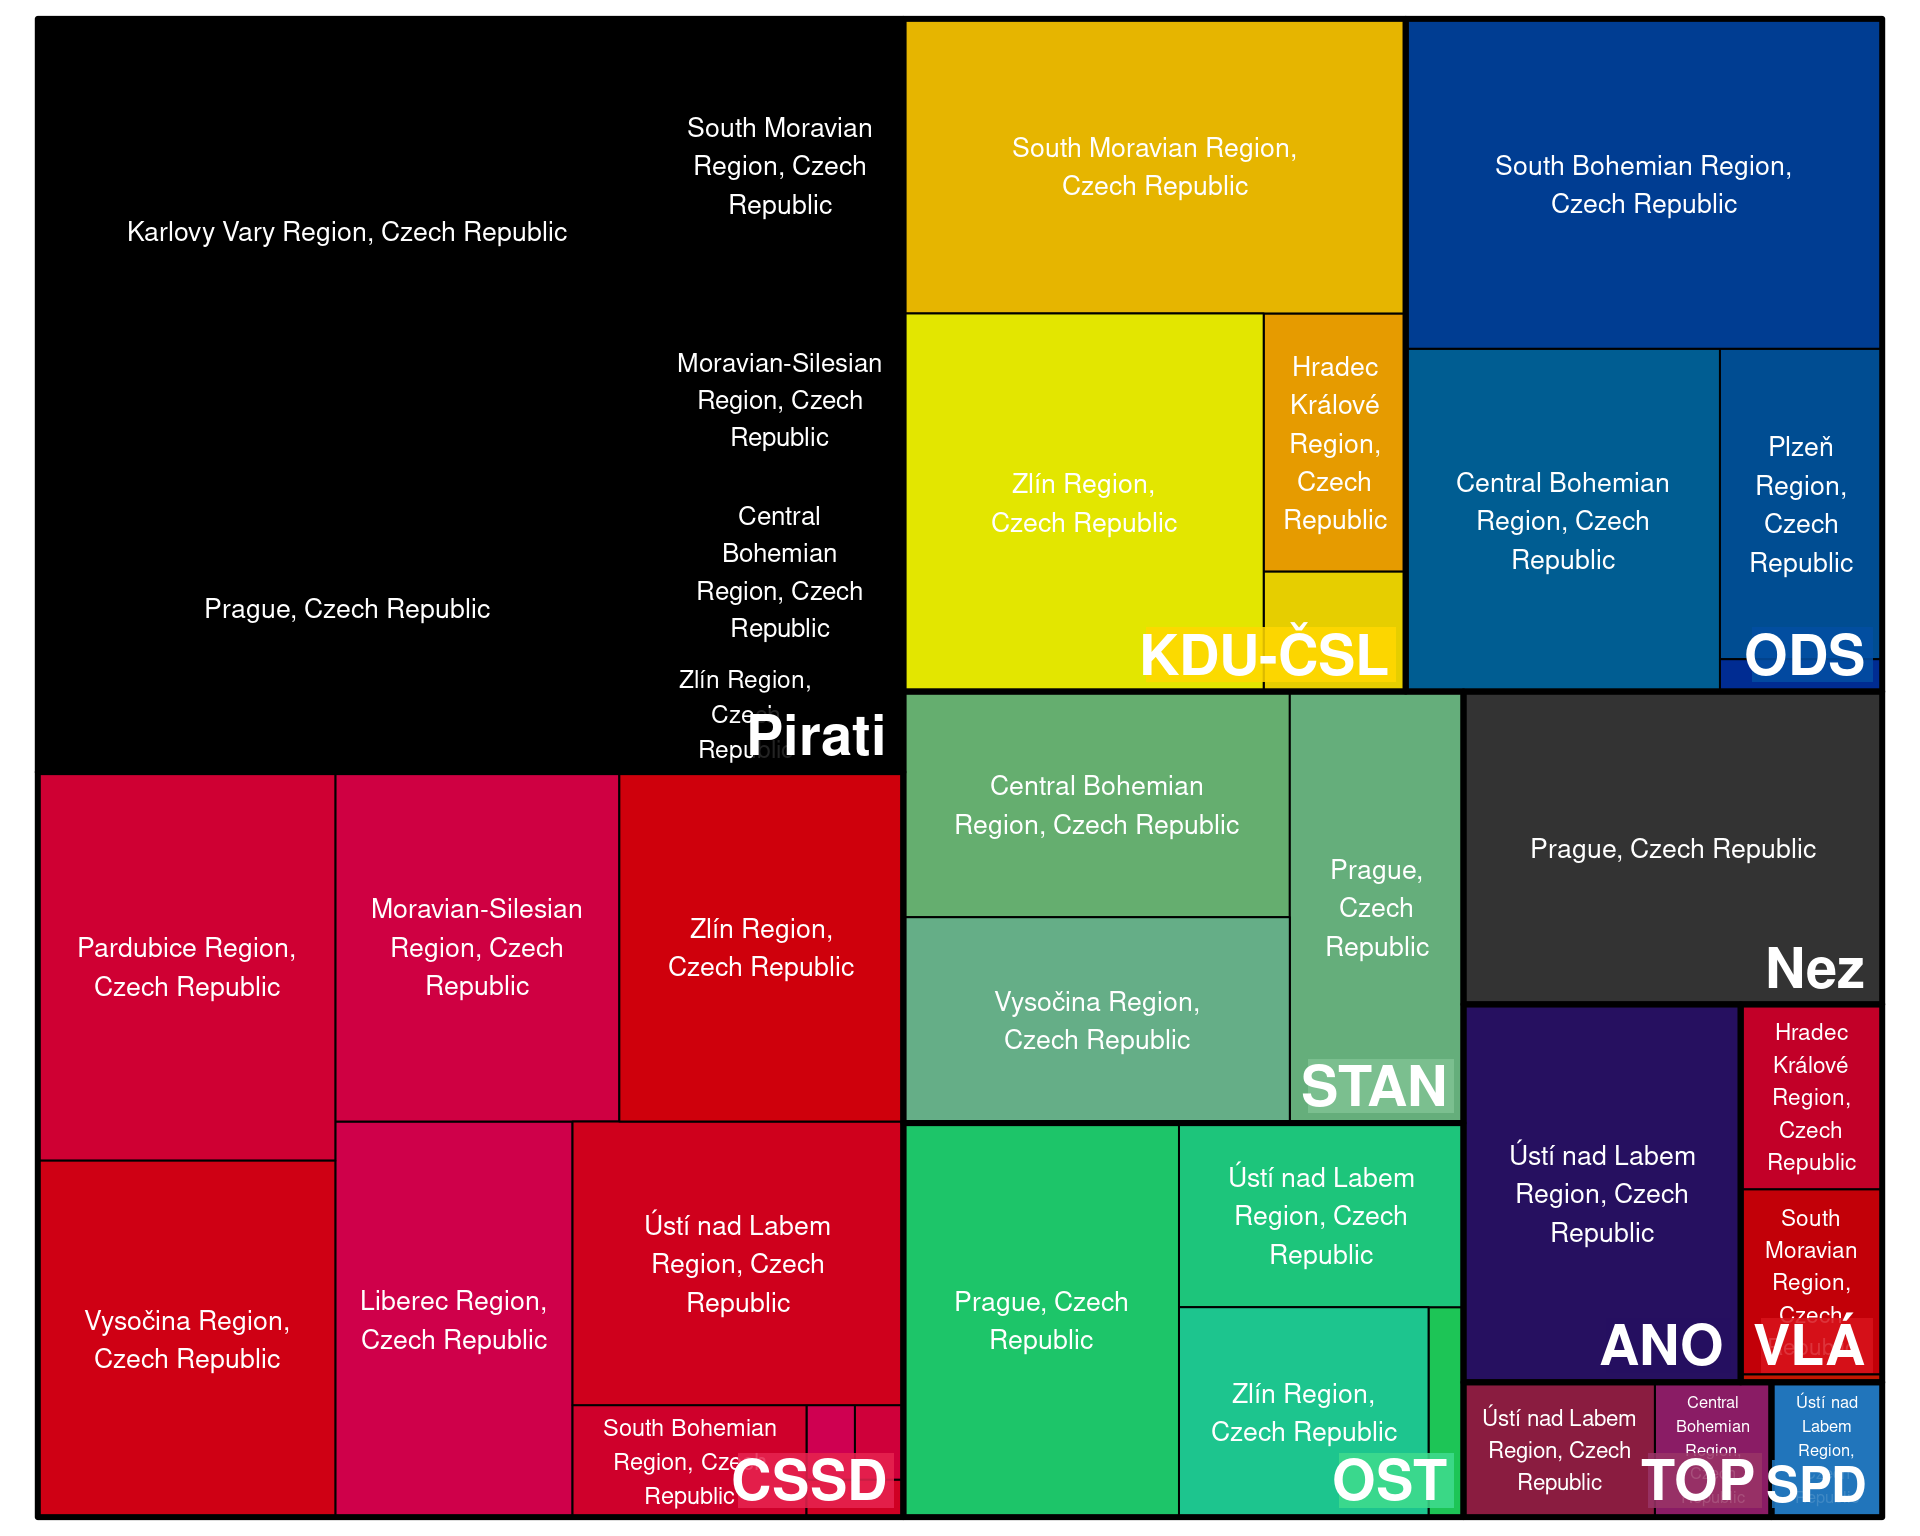 Karlovy Vary Region, Czech Republic
South Moravian
Region, Czech
Republic
Prague, Czech Republic
Moravian-Silesian
Region, Czech
Republic
Central
Bohemian
Region, Czech
Republic
Zlín Region,
Czech
Republic
Pirati
Pardubice Region,
Czech Republic
Moravian-Silesian
Region, Czech
Republic
Zlín Region,
Czech Republic
Vysočina Region,
Czech Republic
Liberec Region,
Czech Republic
Ústí nad Labem
Region, Czech
Republic
South Bohemian
Region, Czech
Republic
CSSD
South Moravian Region,
Czech Republic
Zlín Region,
Czech Republic
Hradec
Králové
Region,
Czech
Republic
KDU-ČSL
South Bohemian Region,
Czech Republic
Central Bohemian
Region, Czech
Republic
Plzeň
Region,
Czech
Republic
ODS
Central Bohemian
Region, Czech Republic
Vysočina Region,
Czech Republic
Prague,
Czech
Republic
STAN
Prague, Czech Republic
Nez
Prague, Czech
Republic
Ústí nad Labem
Region, Czech
Republic
Zlín Region,
Czech Republic
OST
Ústí nad Labem
Region, Czech
Republic
ANO
Hradec
Králové
Region,
Czech
Republic
South
Moravian
Region,
Czech
Republic
VLÁ
Ústí nad Labem
Region, Czech
Republic
Central
Bohemian
Region,
Czech
Republic
TOP
Ústí nad
Labem
Region,
SPD